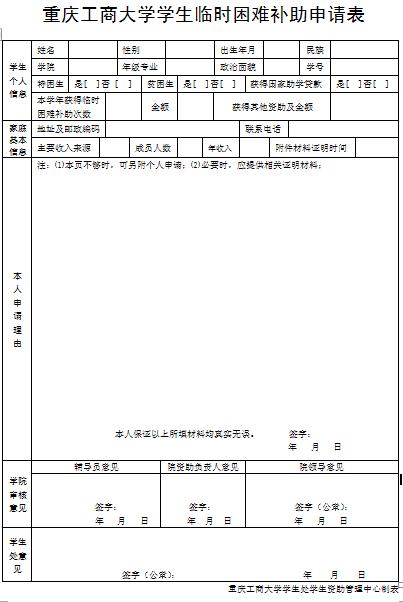 重庆工商大学学生临时困难补助申请表
学生个人信息
姓名 性别 出生年月 民族
学院 年级专业 政治面貌 学号
特困生 是[ ]否[ ] 贫困生 是[ ]否[ ] 获得国家助学贷款 是[ ]否[ ]
本学年获得临时困难补助次数 金额 获得其他资助及金额
家庭基本信息
地址及邮政编码 联系电话
主要收入来源 成员人数 年收入 附件材料证明时间
本人申请理由
注:(1)本页不够时,可另附个人申请;(2)必要时,应提供相关证明材料;
本人保证以上所填材料均真实无误。 签字:
年 月 日
学院审核意见
辅导员意见 院资助负责人意见 院领导意见
签字: 签字: 签字(公章):
年 月 日 年 月 日 年 月 日
学生处意见
签字(公章): 年 月 日
重庆工商大学学生处学生资助管理中心制表